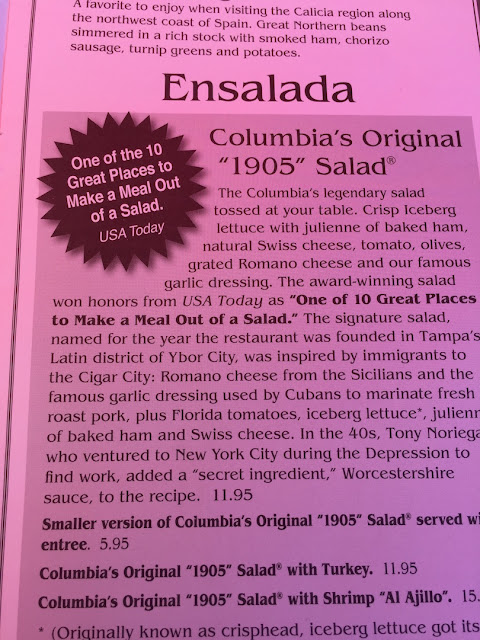 A favorite to enjoy when visiting the Calicia region along
the northwest coast of Spain. Great Northern beans
simmered in a rich stock with smoked ham, chorizo
sausage, turnip greens and potatoes.
Ensalada
One of the 10
Great Places to
Make a Meal Out
of a Salad.
USA Today
Columbia's Original
"1905" Salad®
The Columbia's legendary salad
tossed at your table. Crisp Iceberg
lettuce with julienne of baked ham,
natural Swiss cheese, tomato, olives,
grated Romano cheese and our famous
garlic dressing. The award-winning salad
won honors from USA Today as "One of 10 Great Places
to Make a Meal Out of a Salad." The signature salad,
named for the year the restaurant was founded in Tampa's
Latin district of Ybor City, was inspired by immigrants to
the Cigar City: Romano cheese from the Sicilians and the
famous garlic dressing used by Cubans to marinate fresh
roast pork, plus Florida tomatoes, iceberg lettuce*, julienn
of baked ham and Swiss cheese. In the 40s, Tony Noriega
who ventured to New York City during the Depression to
find work, added a "secret ingredient," Worcestershire
sauce, to the recipe. 11.95
Smaller version of Columbia's Original "1905" Salad® served wi
entree. 5.95
Columbia's Original "1905" Salad® with Turkey. 11.95
Columbia's Original "1905" Salad® with Shrimp "Al Ajillo". 15.
* (Originally known as crisphead, iceberg lettuce got its